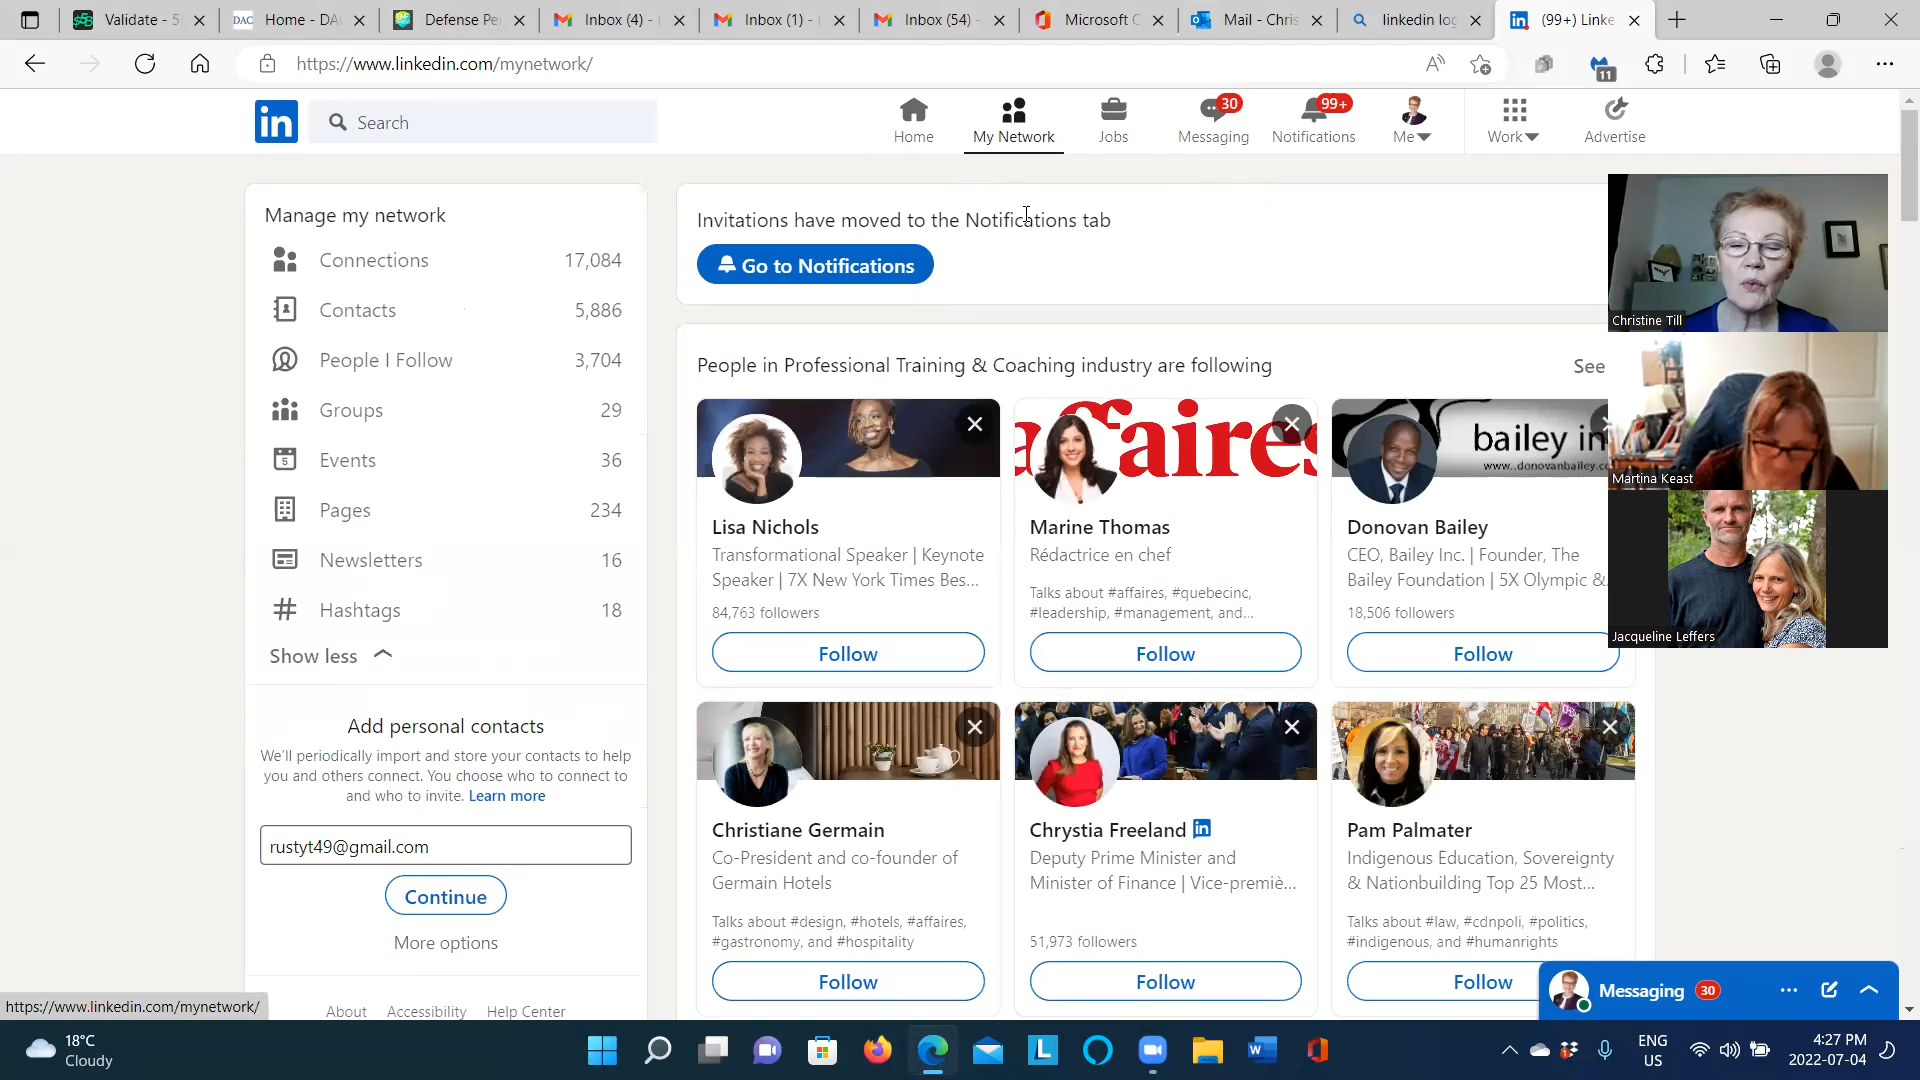 Validate - 5
Home - DA
Defense Pe
Inbox (4) -
Inbox (1) -
Inbox (54) -
Microsoft C
Mail - Chris
linkedin log
(99+) Linke
https://www.linkedin.com/mynetwork/
11
in
Search
Home
My Network
Jobs
30
Messaging
99+
Notifications
Me
Work
Advertise
Manage my network
Connections 17,084
Contacts 5,886
People I Follow 3,704
Groups 29
Events 36
Pages 234
Newsletters 16
Hashtags 18
Show less
Add personal contacts
We'll periodically import and store your contacts to help
you and others connect. You choose who to connect to
and who to invite. Learn more
rustyt49@gmail.com
Continue
More options
About Accessibility Help Center
https://www.linkedin.com/mynetwork/
Invitations have moved to the Notifications tab
Go to Notifications
People in Professional Training & Coaching industry are following
See
Lisa Nichols
Transformational Speaker | Keynote
Speaker | 7X New York Times Bes...
84,763 followers
Follow
affaires
Marine Thomas
Rédactrice en chef
Talks about #affaires, #quebecinc,
#leadership, #management, and...
Follow
bailey in
www..donovanbailey.co
Donovan Bailey
CEO, Bailey Inc. | Founder, The
Bailey Foundation | 5X Olympic &
18,506 followers
Follow
Christiane Germain
Co-President and co-founder of
Germain Hotels
Talks about #design, #hotels, #affaires,
#gastronomy, and #hospitality
Follow
Chrystia Freeland in
Deputy Prime Minister and
Minister of Finance | Vice-premiè...
51,973 followers
Follow
Pam Palmater
Indigenous Education, Sovereignty
& Nationbuilding Top 25 Most...
Talks about #law, #cdnpoli, #politics,
#indigenous, and #humanrights
Follow
Christine Till
Martina Keast
Jacqueline Leffers
Messaging 30
18°C
Cloudy
ENG
US
4:27 PM
2022-07-04